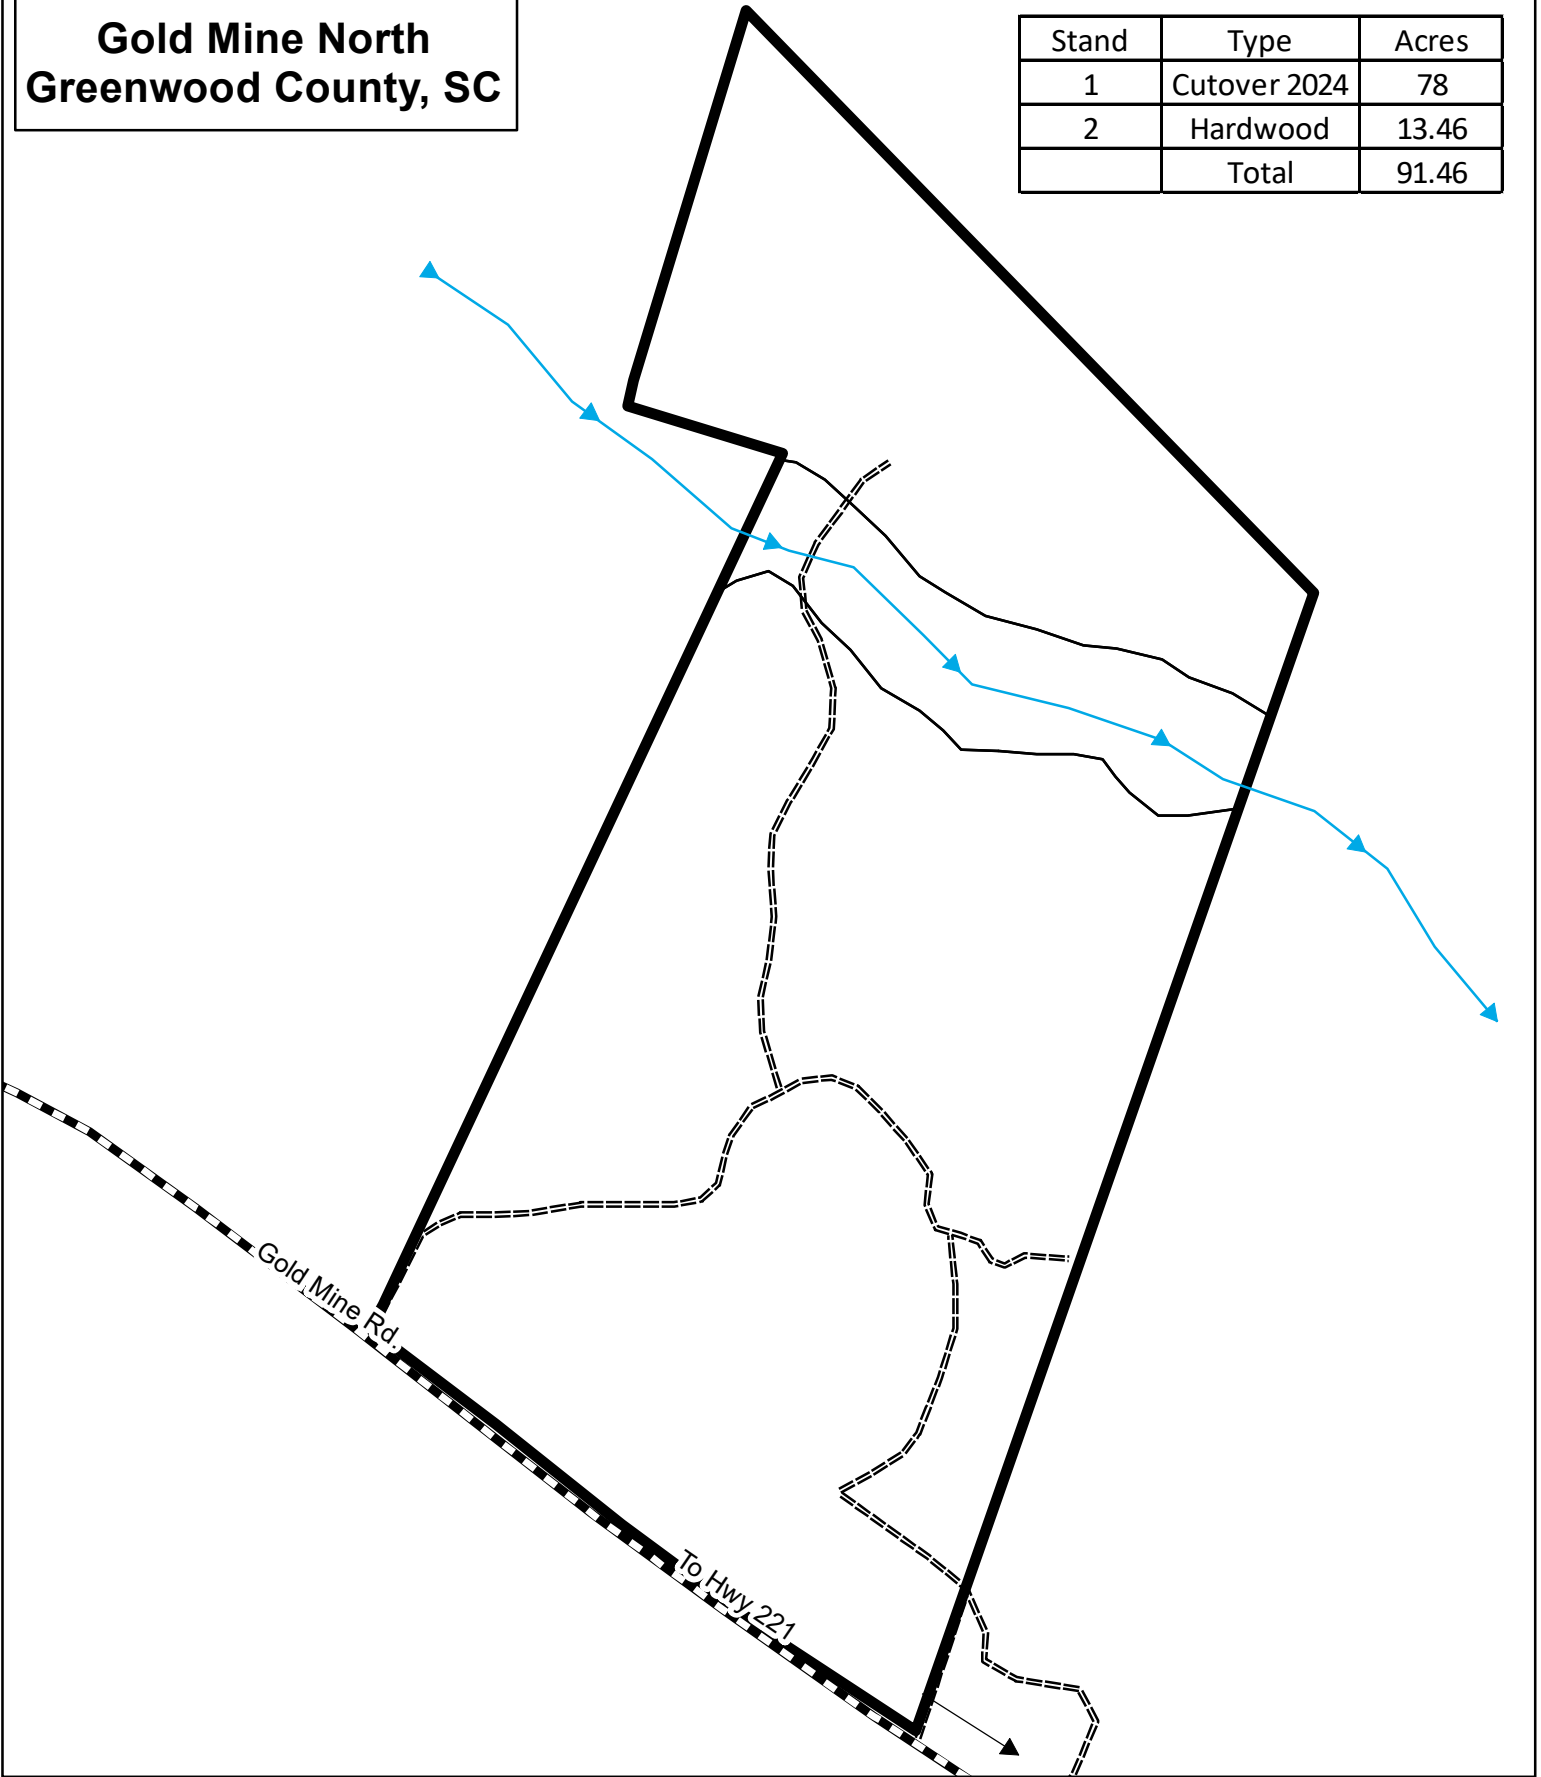 Gold Mine North
Greenwood County, SC
Stand Type Acres
1 Cutover 2024 78
2 Hardwood 13.46
Total 91.46
Gold Mine Rd.
To Hwy 221